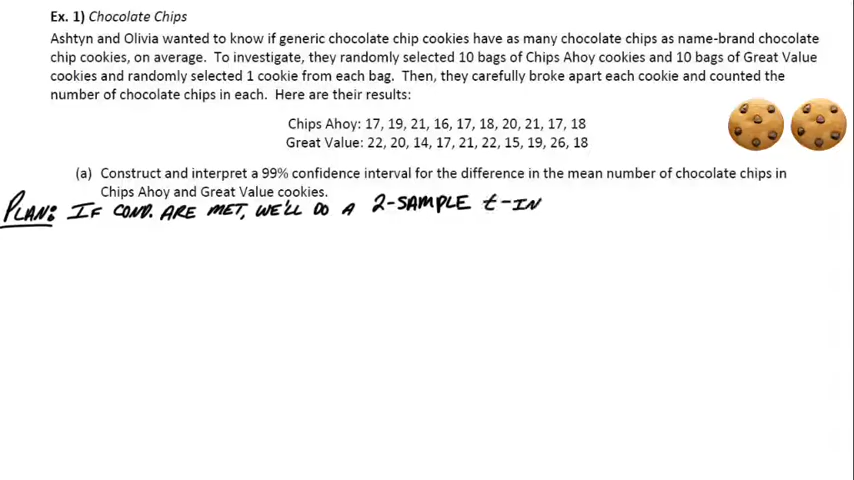 Ex. 1) Chocolate Chips
Ashtyn and Olivia wanted to know if generic chocolate chip cookies have as many chocolate chips as name-brand chocolate
chip cookies, on average. To investigate, they randomly selected 10 bags of Chips Ahoy cookies and 10 bags of Great Value
cookies and randomly selected 1 cookie from each bag. Then, they carefully broke apart each cookie and counted the
number of chocolate chips in each. Here are their results:
Chips Ahoy: 17, 19, 21, 16, 17, 18, 20, 21, 17, 18
Great Value: 22, 20, 14, 17, 21, 22, 15, 19, 26, 18
(a) Construct and interpret a 99% confidence interval for the difference in the mean number of chocolate chips in
Chips Ahoy and Great Value cookies.
PLAN: IF COND. ARE MET, WE'LL DO A 2-SAMPLE t-IN